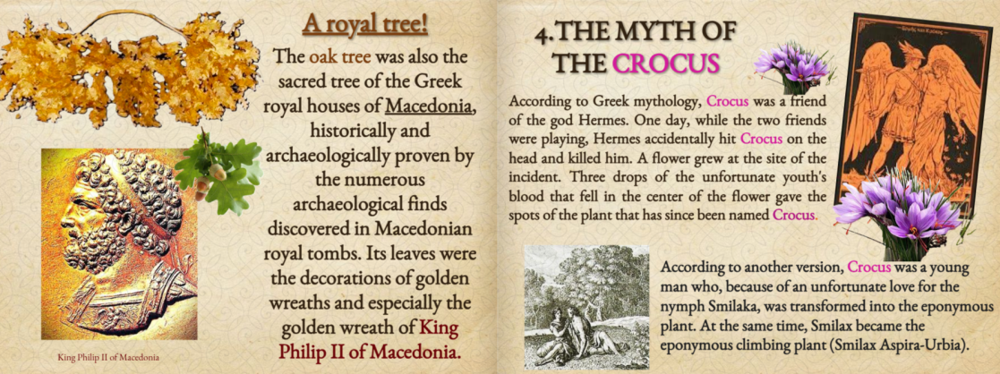 A royal tree!
The oak tree was also the
sacred tree of the Greek
royal houses of Macedonia,
historically and
archaeologically proven by
the numerous
archaeological finds
discovered in Macedonian
royal tombs. Its leaves were
the decorations of golden
wreaths and especially the
golden wreath of King
Philip II of Macedonia.
King Philip II of Macedonia
4.THE MYTH OF
THE CROCUS
According to Greek mythology, Crocus was a friend
of the god Hermes. One day, while the two friends
were playing, Hermes accidentally hit Crocus on the
head and killed him. A flower grew at the site of the
incident. Three drops of the unfortunate youth's
blood that fell in the center of the flower gave the
spots of the plant that has since been named Crocus.
According to another version, Crocus was a young
man who, because of an unfortunate love for the
nymph Smilaka, was transformed into the eponymous
plant. At the same time, Smilax became the
eponymous climbing plant (Smilax Aspira-Urbia).